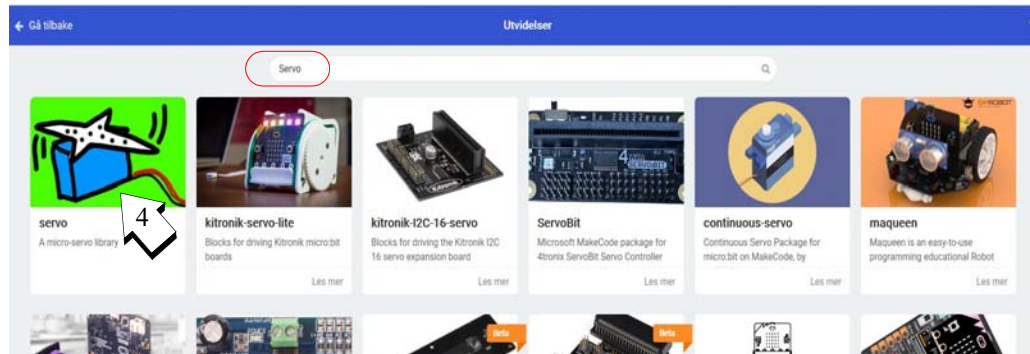 Gå tilbake
Utvidelser
Servo
4
servo
A micro-servo library
kitronik-servo-lite
Blocks for driving Kitronik micro:bit
boards
Les mer
kitronik-I2C-16-servo
Blocks for driving the Kitronik I2C
16 servo expansion board
Les mer
ServoBit
Microsoft MakeCode package for
4tronix ServoBit Servo Controller
Les mer
continuous-servo
Continuous Servo Package for
micro:bit on MakeCode, by
Les mer
maqueen
Maqueen is an easy-to-use
programming educational Robot
Les mer
Beta
Beta